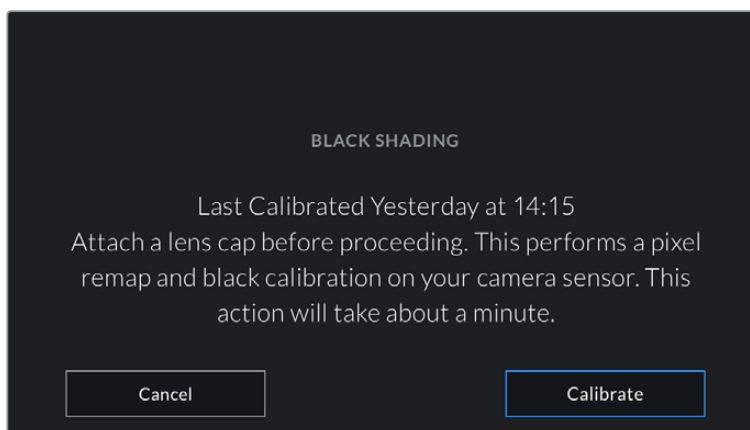 BLACK SHADING
Last Calibrated Yesterday at 14:15
Attach a lens cap before proceeding. This performs a pixel
remap and black calibration on your camera sensor. This
action will take about a minute.
Cancel
Calibrate